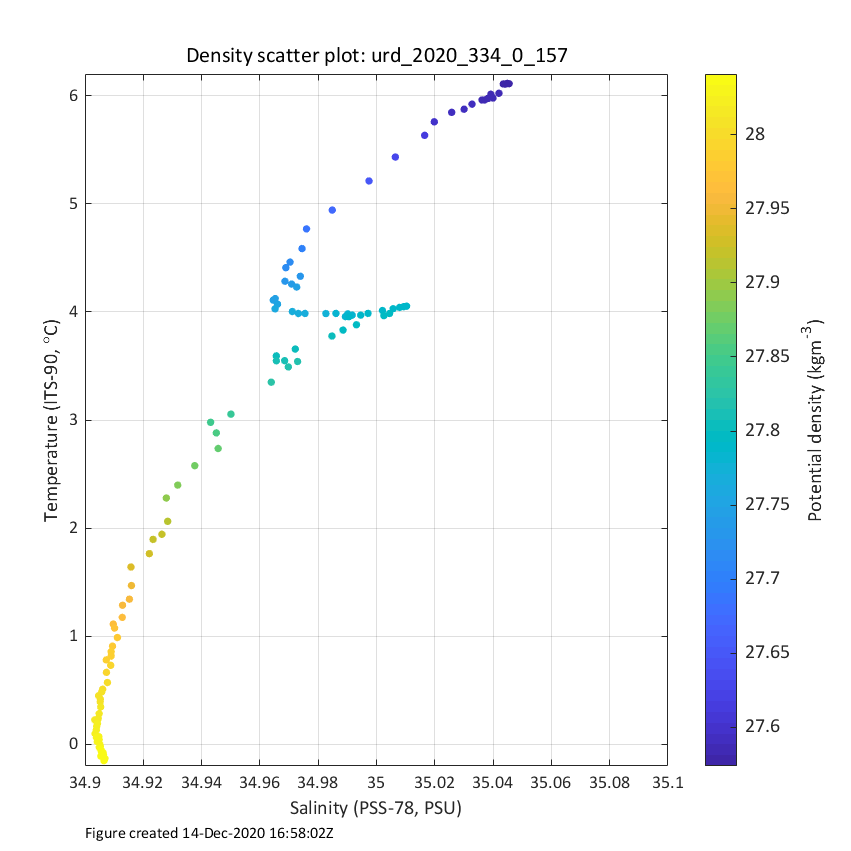 Density scatter plot: urd_2020_334_0_157
6
5
4
3
2
1
0
Temperature (ITS-90, °C)
34.9 34.92 34.94 34.96 34.98 35 35.02 35.04 35.06 35.08 35.1
Salinity (PSS-78, PSU)
28
27.95
27.9
27.85
27.8
27.75
27.7
27.65
27.6
Potential density (kgm⁻³)
Figure created 14-Dec-2020 16:58:02Z